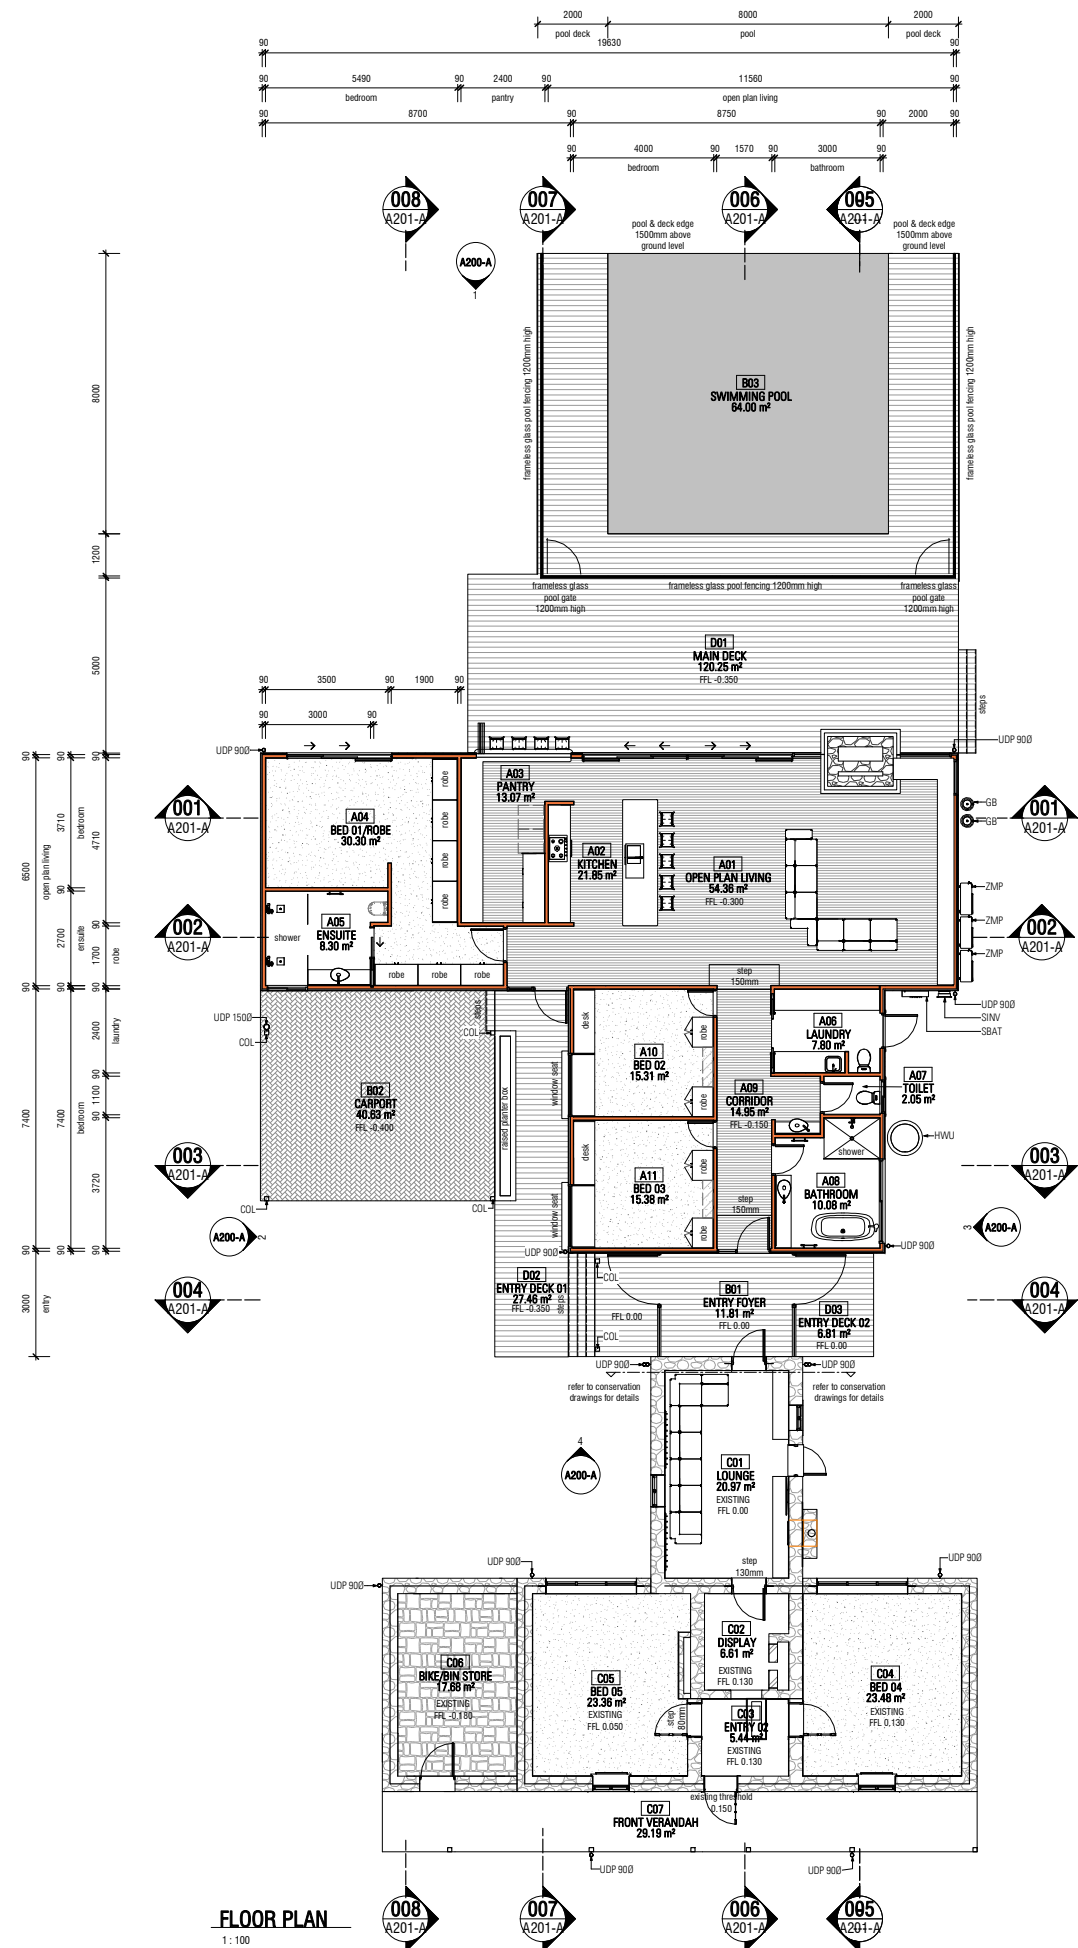 2000 8000 2000
pool deck pool pool deck
90 19630 90
90 5490 90 2400 90 11560 90
bedroom pantry open plan living
90 8700 90 8750 90 2000 90
90 4000 90 1570 90 3000 90
bedroom bathroom
008
A201-A
007
A201-A
006
A201-A
005
A201-A
pool & deck edge
1500mm above
ground level
pool & deck edge
1500mm above
ground level
A200-A
1
8000
frameless glass pool fencing 1200mm high
frameless glass pool fencing 1200mm high
B03
SWIMMING POOL
64.00 m²
1200
frameless glass
pool gate
1200mm high
frameless glass pool fencing 1200mm high
frameless glass
pool gate
1200mm high
5000
D01
MAIN DECK
120.25 m²
FFL -0.350
steps
90 3500 90 1900 90
90 3000 90
UDP 90Ø
UDP 90Ø
90 90 90 90
6500
open plan living
3710
bedroom
4710
90 90
2700
ensuite
1700
robe
90 90 90 90
001
A201-A
002
A201-A
A03
PANTRY
13.07 m²
A04
BED 01/ROBE
30.30 m²
robe
robe
robe
A02
KITCHEN
21.85 m²
A01
OPEN PLAN LIVING
54.36 m²
FFL -0.300
GB
GB
001
A201-A
ZMP
ZMP
ZMP
002
A201-A
A05
ENSUITE
8.30 m²
shower
robe robe robe
step
150mm
UDP 90Ø
SINV
SBAT
UDP 150Ø
COL
steps
COL
2400
laundry
90
1100
90
7400
7400
bedroom
3720
90 90 90
desk
robe
A10
BED 02
15.31 m²
robe
window seat
raised planter box
B02
CARPORT
40.63 m²
FFL -0.400
A06
LAUNDRY
7.80 m²
A07
TOILET
2.05 m²
A09
CORRIDOR
14.95 m²
FFL -0.150
HWU
shower
desk
robe
A11
BED 03
15.38 m²
robe
window seat
step
150mm
A08
BATHROOM
10.08 m²
003
A201-A
003
A201-A
COL
COL
A200-A
2
A200-A
3
UDP 90Ø
UDP 90Ø
3000
entry
004
A201-A
004
A201-A
D02
ENTRY DECK 01
27.46 m²
FFL -0.350
steps
COL
COL
FFL 0.00
B01
ENTRY FOYER
11.81 m²
FFL 0.00
D03
ENTRY DECK 02
6.81 m²
FFL 0.00
UDP 90Ø
UDP 90Ø
refer to conservation
drawings for details
refer to conservation
drawings for details
4
A200-A
C01
LOUNGE
20.97 m²
EXISTING
FFL 0.00
step
130mm
UDP 90Ø
UDP 90Ø
UDP 90Ø
C02
DISPLAY
6.61 m²
EXISTING
FFL 0.130
C06
BIKE/BIN STORE
17.68 m²
EXISTING
FFL -0.180
C05
BED 05
23.36 m²
EXISTING
FFL 0.050
step
80mm
C03
ENTRY 02
5.44 m²
EXISTING
FFL 0.130
C04
BED 04
23.48 m²
EXISTING
FFL 0.130
existing threshold
0.150
C07
FRONT VERANDAH
29.19 m²
UDP 90Ø
UDP 90Ø
008
A201-A
007
A201-A
006
A201-A
005
A201-A
FLOOR PLAN
1 : 100